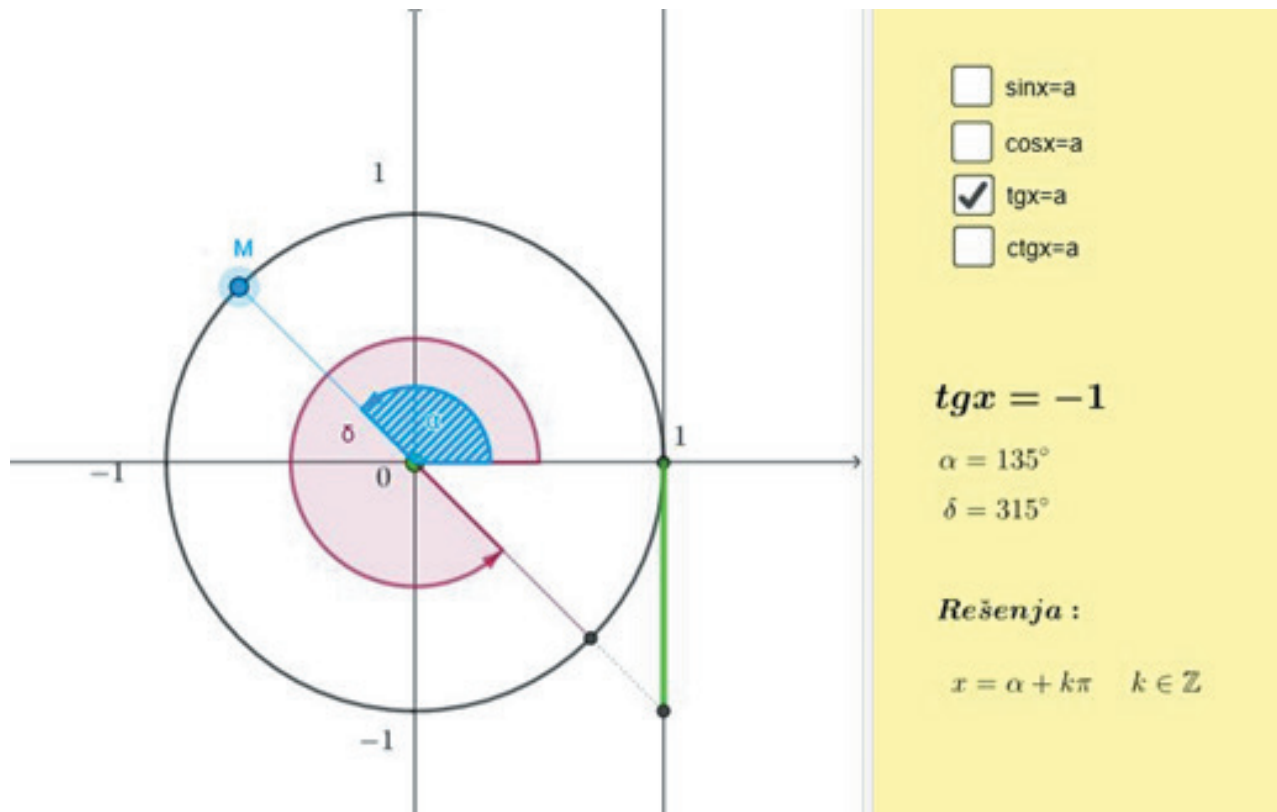 1
M
α
δ
1
−1
0
−1
sinx=a
cosx=a
tgx=a
ctgx=a
tgx = −1
α = 135°
δ = 315°
Rešenja :
x = α + kπ k ∈ ℤ